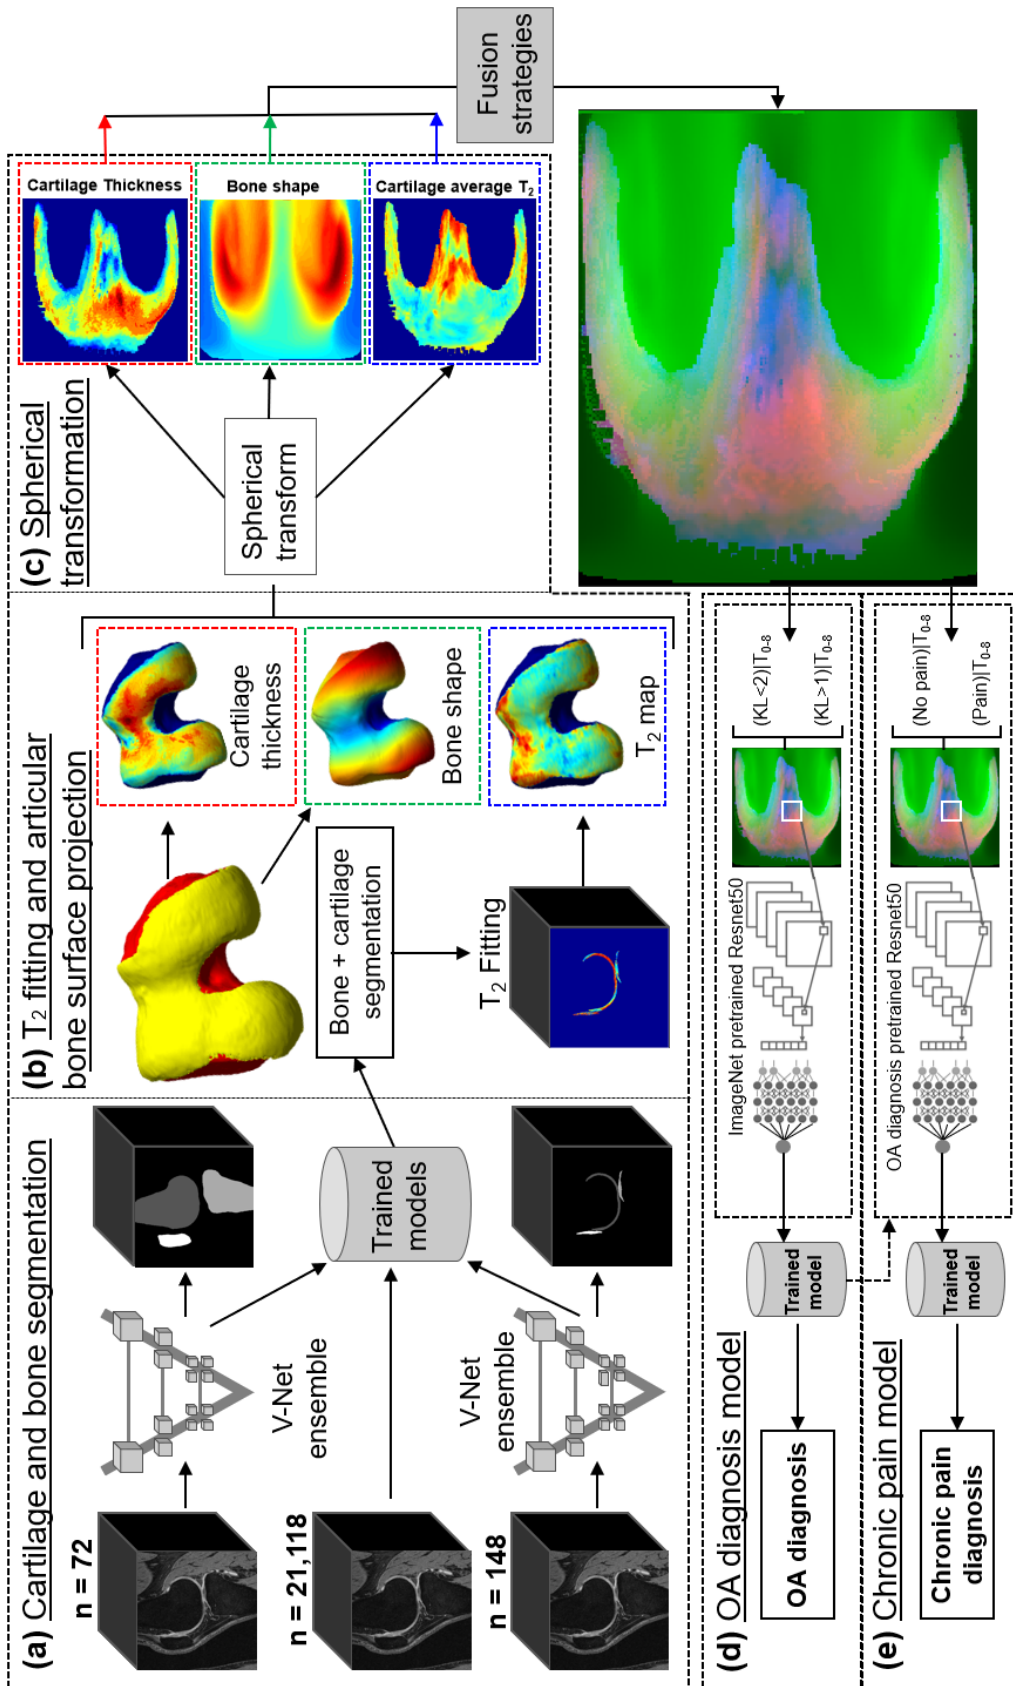 (a) Cartilage and bone segmentation
n = 72
V-Net
ensemble
n = 21,118
Trained
models
n = 148
V-Net
ensemble
(b) T2 fitting and articular
bone surface projection
Bone + cartilage
segmentation
T2 Fitting
Cartilage
thickness
Bone shape
T2 map
(c) Spherical
transformation
Spherical
transform
Cartilage Thickness
Bone shape
Cartilage average T2
Fusion
strategies
(d) OA diagnosis model
OA diagnosis
Trained
model
ImageNet pretrained Resnet50
(KL<2)|T0-8
(KL>1)|T0-8
(e) Chronic pain model
Chronic pain
diagnosis
Trained
model
OA diagnosis pretrained Resnet50
(No pain)|T0-8
(Pain)|T0-8